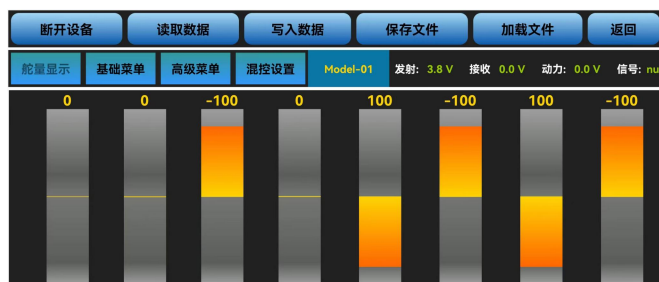 断开设备 读取数据 写入数据 保存文件 加载文件 返回
舵量显示 基础菜单 高级菜单 混控设置 Model-01 发射: 3.8 V 接收 0.0 V 动力: 0.0 V 信号: nu
0 0 -100 0 100 -100 100 -100